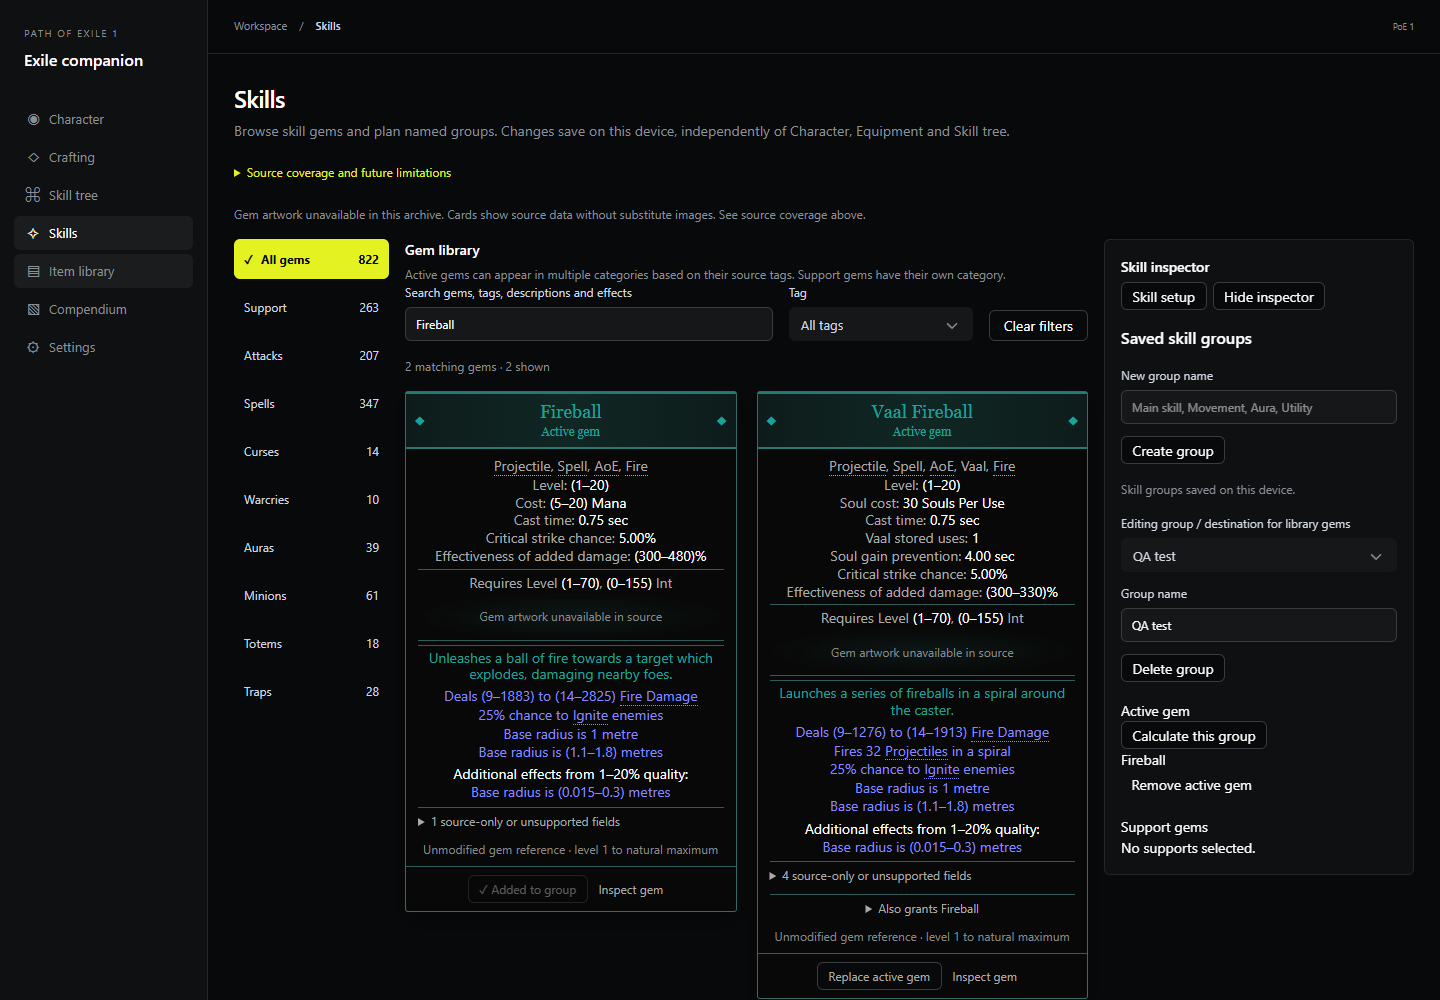 PATH OF EXILE 1
Exile companion
Character
Crafting
Skill tree
Skills
Item library
Compendium
Settings
Workspace / Skills
PoE 1
Skills
Browse skill gems and plan named groups. Changes save on this device, independently of Character, Equipment and Skill tree.
Source coverage and future limitations
Gem artwork unavailable in this archive. Cards show source data without substitute images. See source coverage above.
✓ All gems 822
Support 263
Attacks 207
Spells 347
Curses 14
Warcries 10
Auras 39
Minions 61
Totems 18
Traps 28
Gem library
Active gems can appear in multiple categories based on their source tags. Support gems have their own category.
Search gems, tags, descriptions and effects
Fireball
Tag
All tags
Clear filters
2 matching gems · 2 shown
Fireball
Active gem
Projectile, Spell, AoE, Fire
Level: (1–20)
Cost: (5–20) Mana
Cast time: 0.75 sec
Critical strike chance: 5.00%
Effectiveness of added damage: (300–480)%
Requires Level (1–70), (0–155) Int
Gem artwork unavailable in source
Unleashes a ball of fire towards a target which
explodes, damaging nearby foes.
Deals (9–1883) to (14–2825) Fire Damage
25% chance to Ignite enemies
Base radius is 1 metre
Base radius is (1.1–1.8) metres
Additional effects from 1–20% quality:
Base radius is (0.015–0.3) metres
1 source-only or unsupported fields
Unmodified gem reference · level 1 to natural maximum
✓ Added to group
Inspect gem
Vaal Fireball
Active gem
Projectile, Spell, AoE, Vaal, Fire
Level: (1–20)
Soul cost: 30 Souls Per Use
Cast time: 0.75 sec
Vaal stored uses: 1
Soul gain prevention: 4.00 sec
Critical strike chance: 5.00%
Effectiveness of added damage: (300–330)%
Requires Level (1–70), (0–155) Int
Gem artwork unavailable in source
Launches a series of fireballs in a spiral around
the caster.
Deals (9–1276) to (14–1913) Fire Damage
Fires 32 Projectiles in a spiral
25% chance to Ignite enemies
Base radius is 1 metre
Base radius is (1.1–1.8) metres
Additional effects from 1–20% quality:
Base radius is (0.015–0.3) metres
4 source-only or unsupported fields
Also grants Fireball
Unmodified gem reference · level 1 to natural maximum
Replace active gem
Inspect gem
Skill inspector
Skill setup
Hide inspector
Saved skill groups
New group name
Main skill, Movement, Aura, Utility
Create group
Skill groups saved on this device.
Editing group / destination for library gems
QA test
Group name
QA test
Delete group
Active gem
Calculate this group
Fireball
Remove active gem
Support gems
No supports selected.